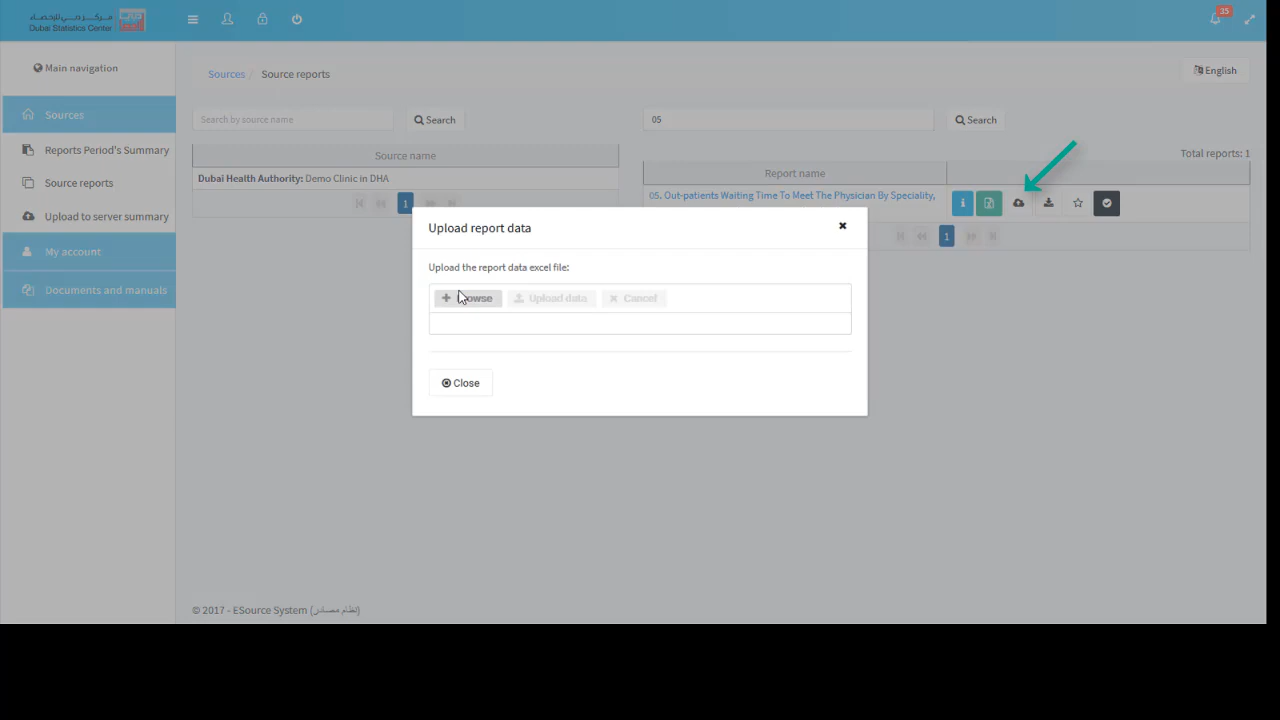 مركز دبي للإحصاء
Dubai Statistics Center
35
Main navigation
Sources / Source reports
English
Sources
Search by source name
Search
05
Search
Reports Period's Summary
Source name
Total reports: 1
Report name
Source reports
Dubai Health Authority: Demo Clinic in DHA
05. Out-patients Waiting Time To Meet The Physician By Speciality,
1
1
Upload to server summary
My account
Documents and manuals
Upload report data
Upload the report data excel file:
Upload data
Cancel
Close
© 2017 - ESource System (نظام مصادر)